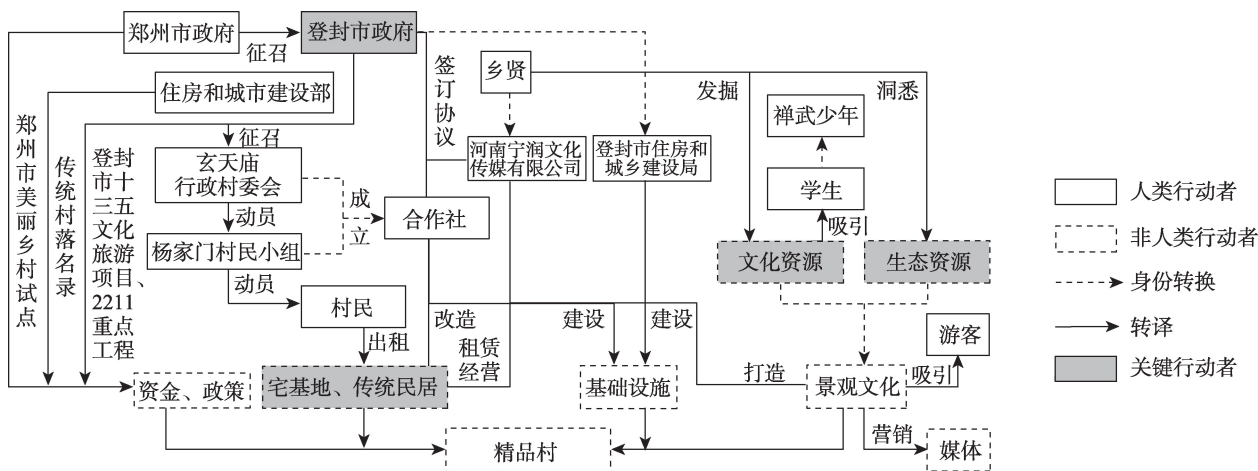 郑州市政府
征召
登封市政府
住房和城市建设部
签订协议
乡贤
发掘
洞悉
禅武少年
征召
玄天庙
行政村委会
河南宁润文化
传媒有限公司
登封市住房和
城乡建设局
学生
吸引
郑州市美丽乡村试点
传统村落名录
登封
市十
三五
文化
旅游
项目、
2211
重点
工程
动员
成立
合作社
杨家门村民小组
文化资源
生态资源
动员
村民
出租
改造
租赁
经营
建设
建设
打造
游客
吸引
资金、政策
宅基地、传统民居
基础设施
景观文化
营销
精品村
媒体
人类行动者
非人类行动者
身份转换
转译
关键行动者